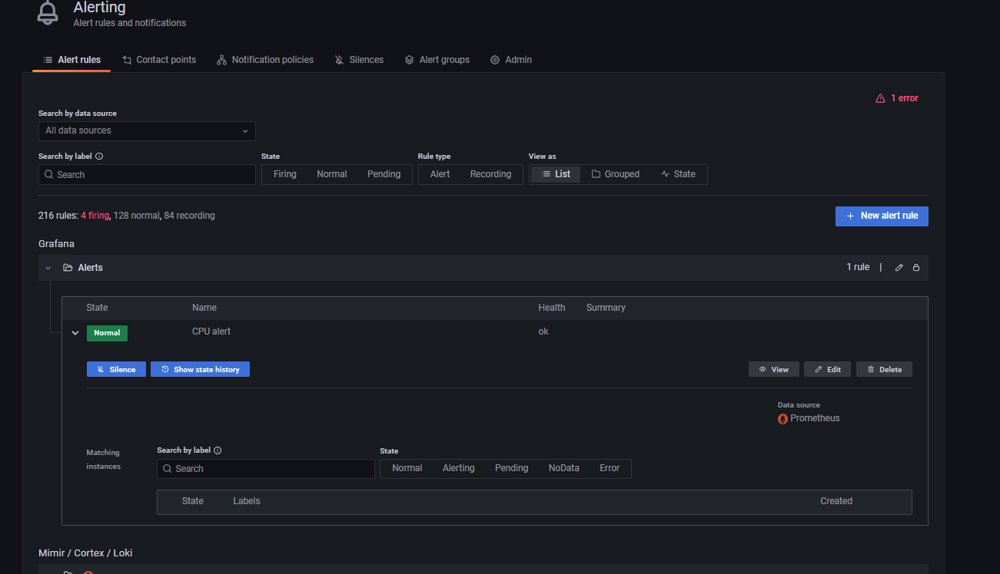 Alerting
Alert rules and notifications
Alert rules Contact points Notification policies Silences Alert groups Admin
1 error
Search by data source
All data sources
Search by label State Rule type View as
Search Firing Normal Pending Alert Recording List Grouped State
216 rules: 4 firing, 128 normal, 84 recording + New alert rule
Grafana
Alerts 1 rule |
State Name Health Summary
Normal CPU alert ok
Silence Show state history View Edit Delete
Data source
Prometheus
Matching instances
Search by label State
Search Normal Alerting Pending NoData Error
State Labels Created
Mimir / Cortex / Loki